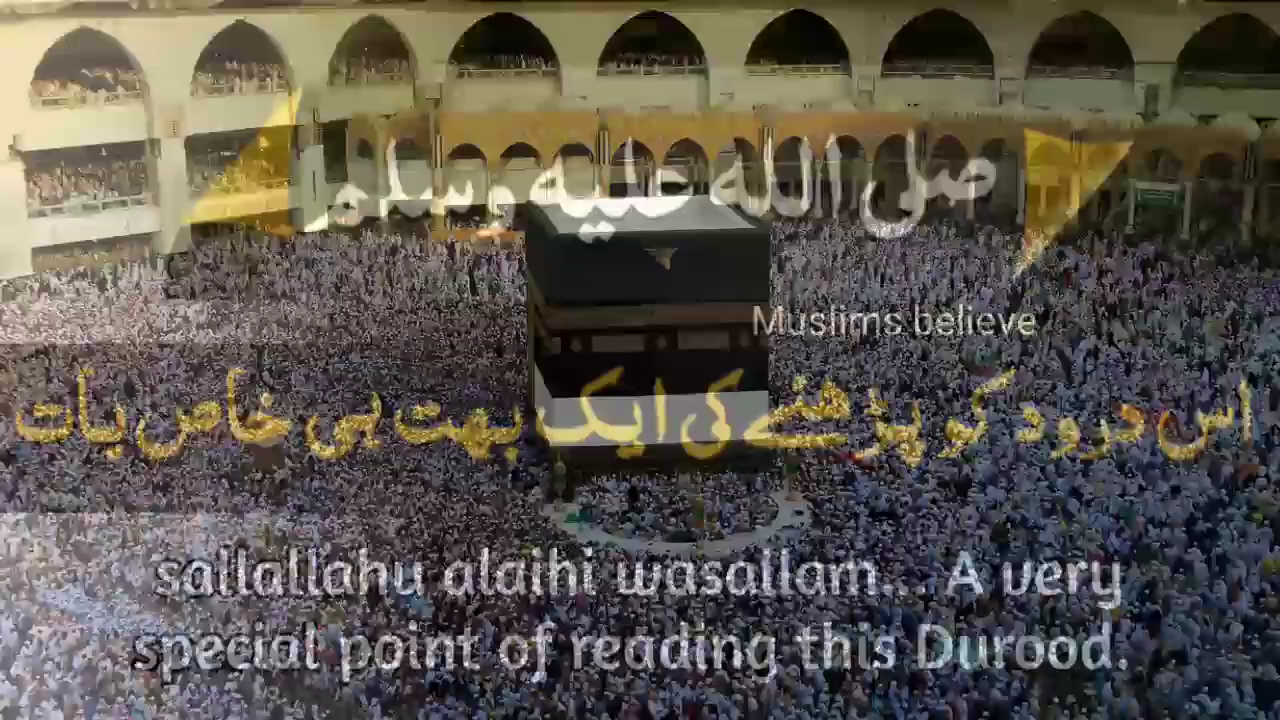 صلی اللہ علیہ وسلم
Muslims believe
اس درود کو پڑھنے کی ایک بہت ہی خاص بات
sallallahu alaihi wasallam... A very
special point of reading this Durood.